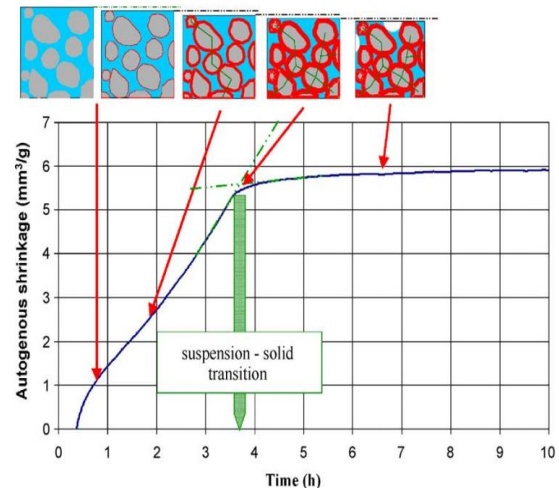 7
6
5
4
3
2
1
0
Autogenous shrinkage (mm³/g)
suspension - solid
transition
0 1 2 3 4 5 6 7 8 9 10
Time (h)